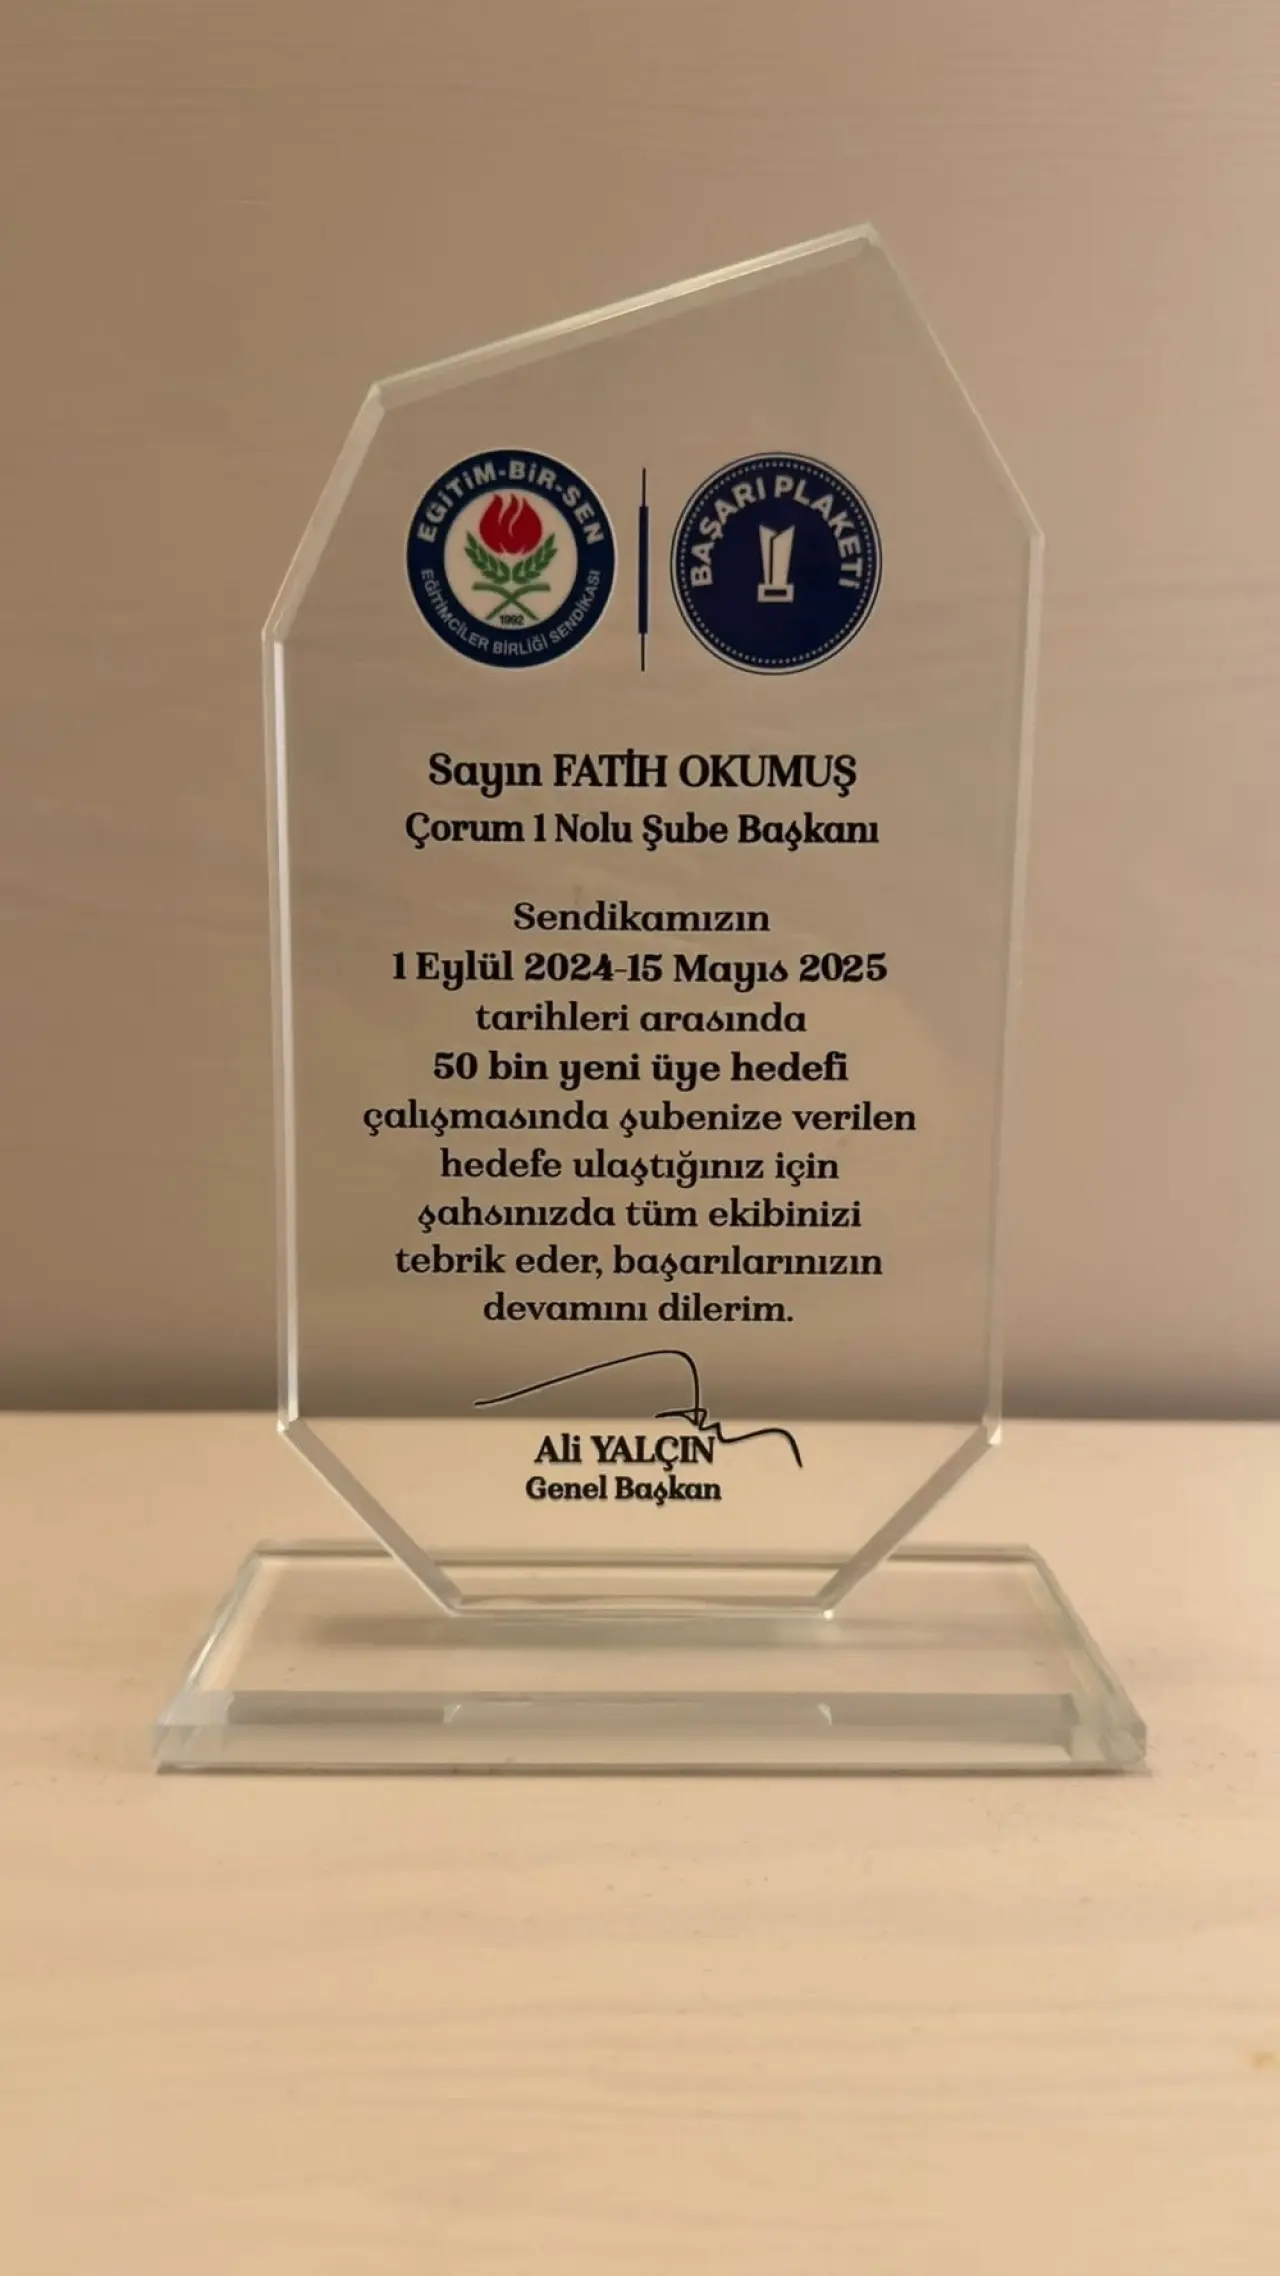 EĞİTİM-BİR-SEN
1992
EĞİTİMCİLER BİRLİĞİ SENDİKASI
BAŞARI PLAKETİ
Sayın FATİH OKUMUŞ
Çorum 1 Nolu Şube Başkanı
Sendikamızın
1 Eylül 2024-15 Mayıs 2025
tarihleri arasında
50 bin yeni üye hedefi
çalışmasında şubenize verilen
hedefe ulaştığınız için
şahsınızda tüm ekibinizi
tebrik eder, başarılarınızın
devamını dilerim.
Ali YALÇIN
Genel Başkan